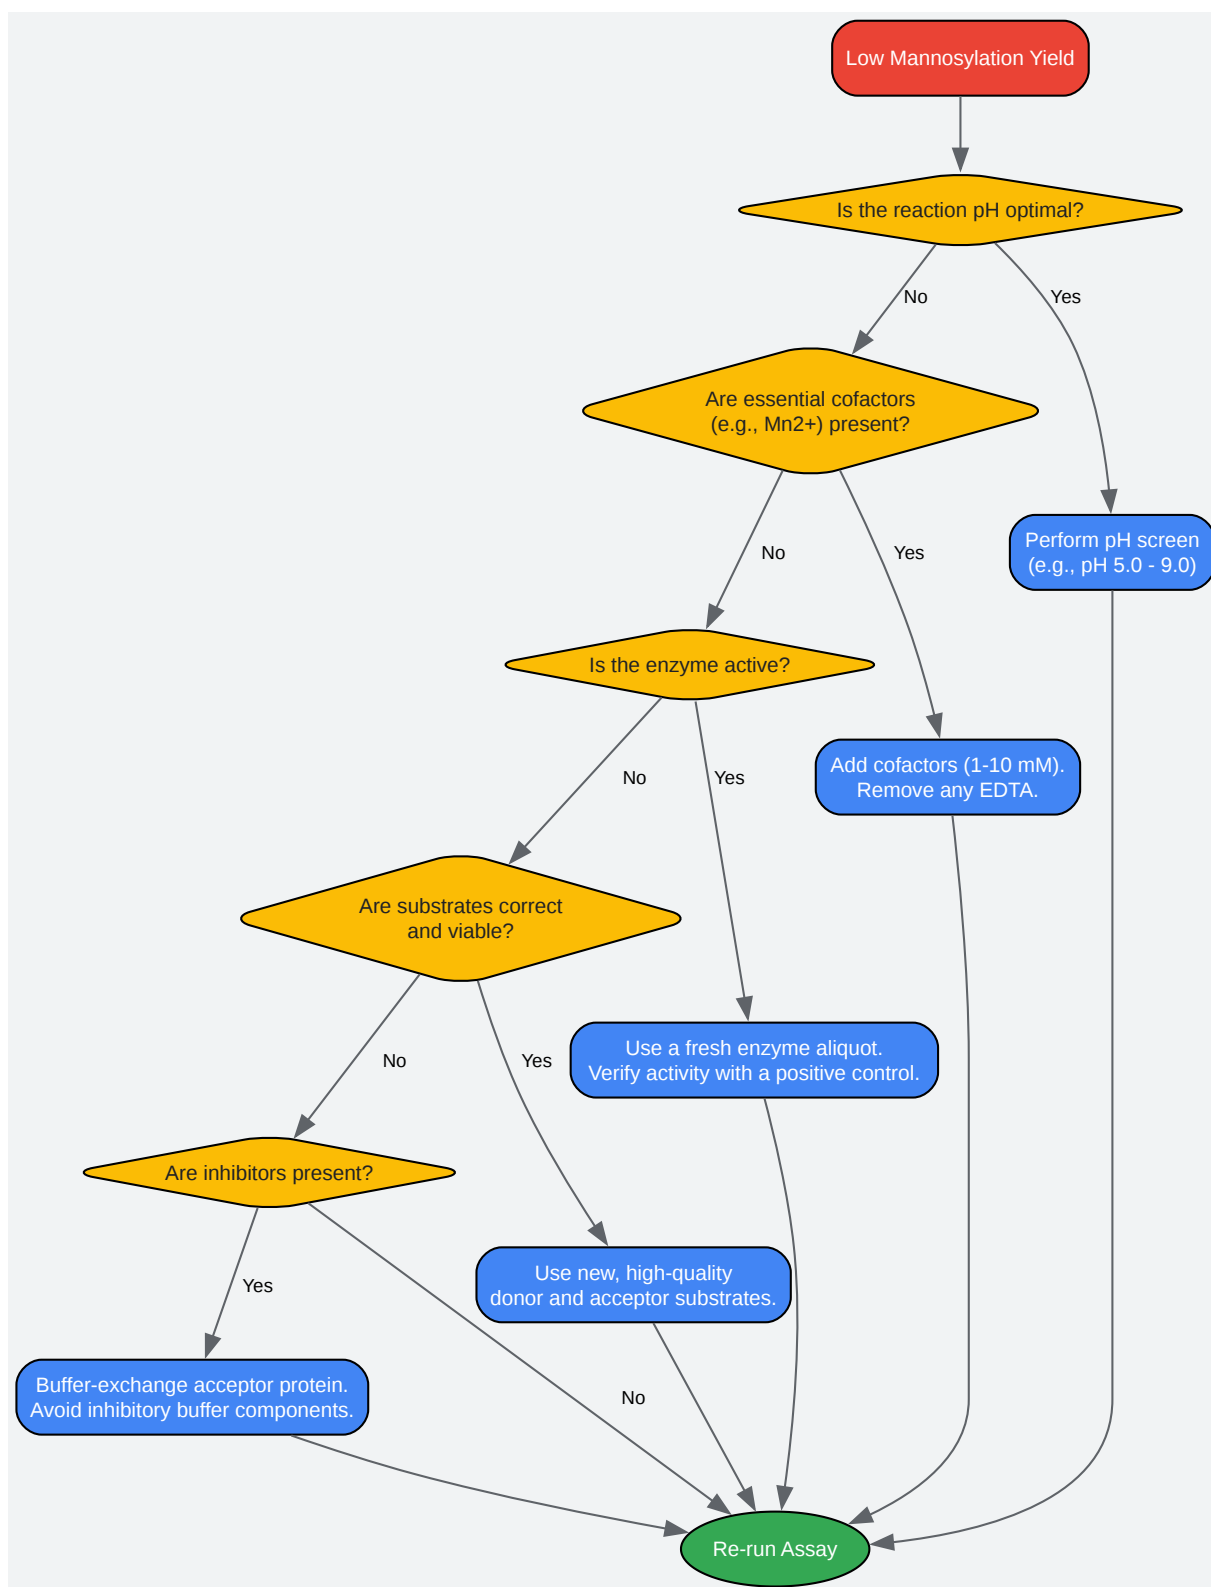 Low Mannosylation Yield
Is the reaction pH optimal?
No
Yes
Are essential cofactors
(e.g., Mn2+) present?
Perform pH screen
(e.g., pH 5.0 - 9.0)
No
Yes
Is the enzyme active?
No
Yes
Add cofactors (1-10 mM).
Remove any EDTA.
Are substrates correct
and viable?
Use a fresh enzyme aliquot.
Verify activity with a positive control.
No
Yes
Are inhibitors present?
Yes
Use new, high-quality
donor and acceptor substrates.
Buffer-exchange acceptor protein.
Avoid inhibitory buffer components.
No
Re-run Assay